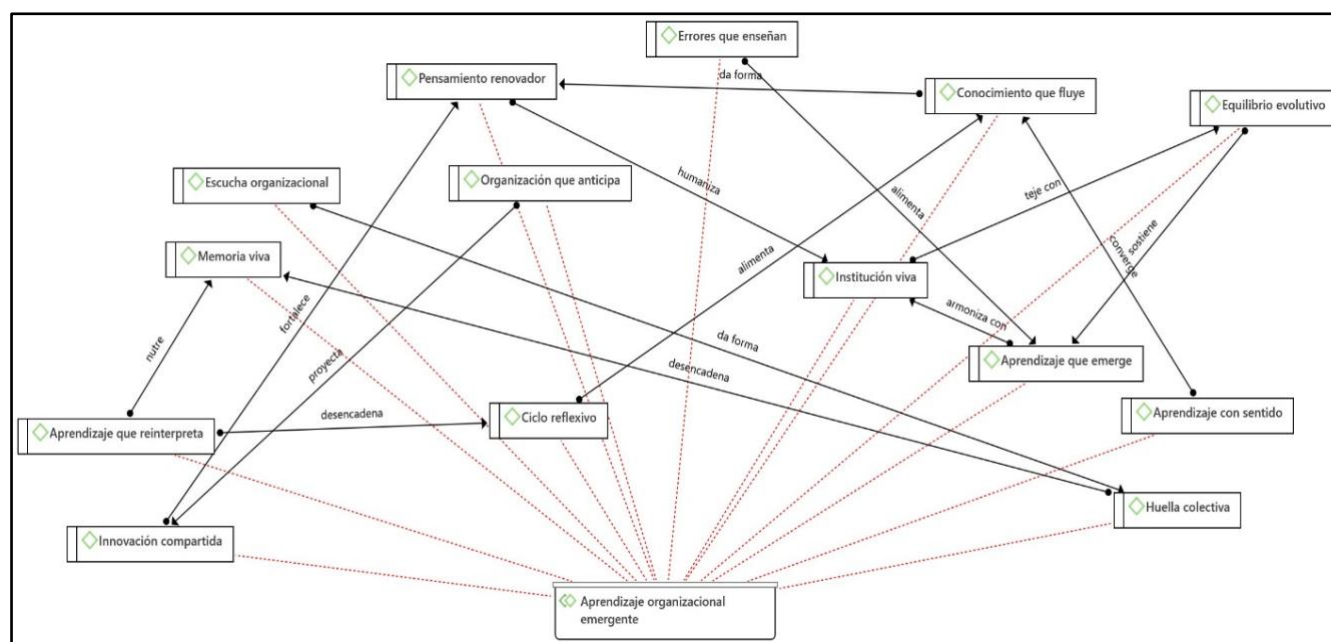 Errores que enseñan
Pensamiento renovador
da forma
Conocimiento que fluye
Equilibrio evolutivo
Escucha organizacional
Organización que anticipa
humaniza
alimenta
teje con
sostiene
converge
Memoria viva
alimenta
Institución viva
fortalece
armoniza con
nutre
proyecta
da forma
desencadena
Aprendizaje que emerge
desencadena
Ciclo reflexivo
Aprendizaje con sentido
Aprendizaje que reinterpreta
Huella colectiva
Innovación compartida
Aprendizaje organizacional
emergente